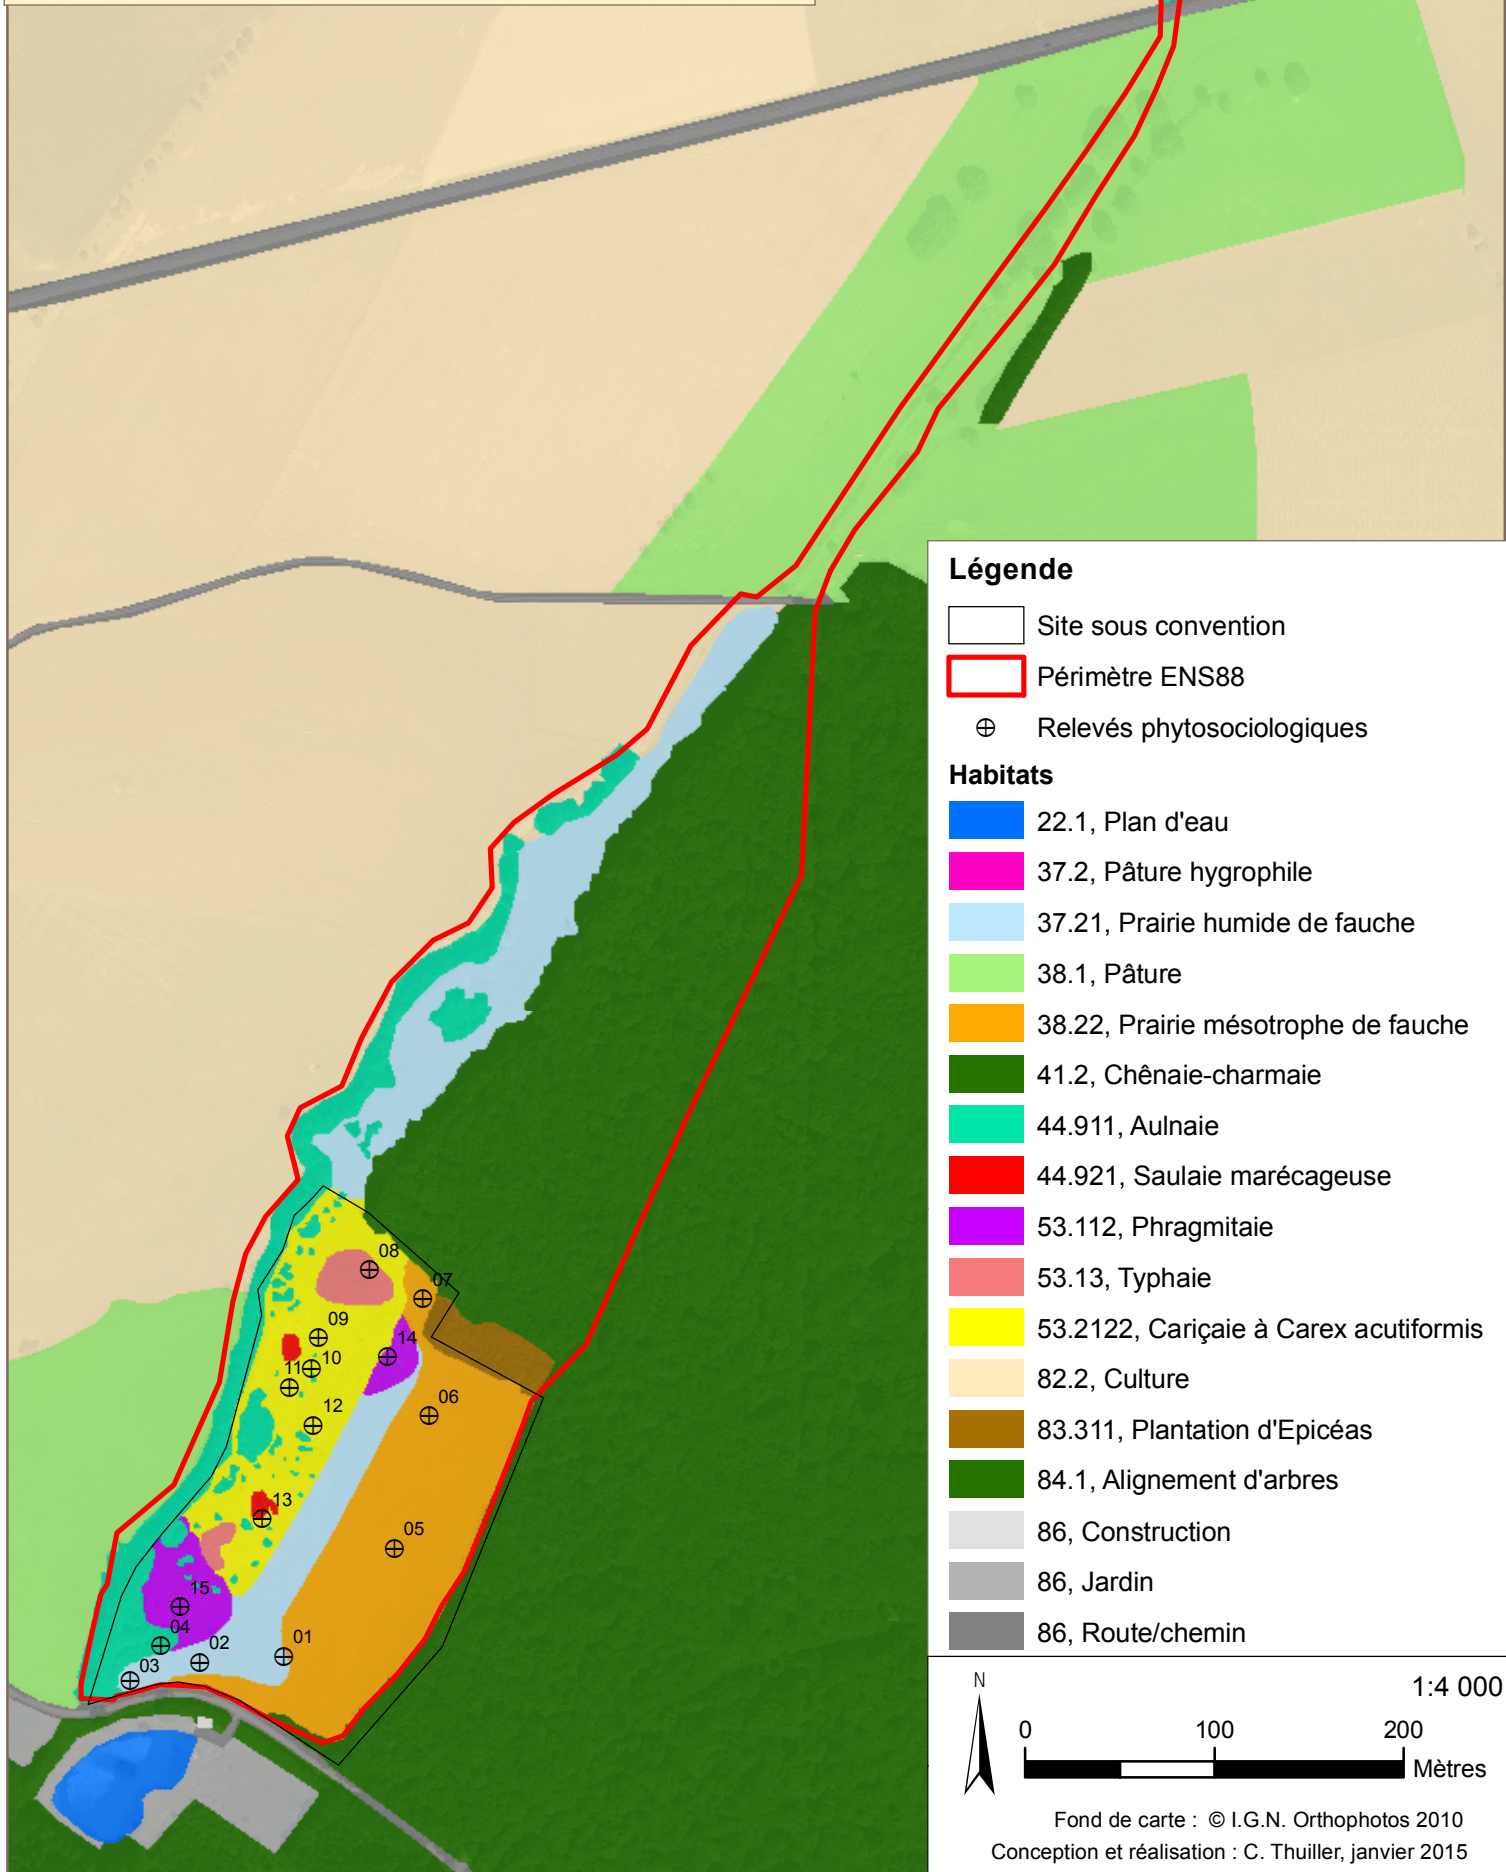 Légende
Site sous convention
Périmètre ENS88
Relevés phytosociologiques
Habitats
22.1, Plan d'eau
37.2, Pâture hygrophile
37.21, Prairie humide de fauche
38.1, Pâture
38.22, Prairie mésotrophe de fauche
41.2, Chênaie-charmaie
44.911, Aulnaie
44.921, Saulaie marécageuse
53.112, Phragmitaie
53.13, Typhaie
53.2122, Cariçaie à Carex acutiformis
82.2, Culture
83.311, Plantation d'Epicéas
84.1, Alignement d'arbres
86, Construction
86, Jardin
86, Route/chemin
08
07
09
14
10
11
06
12
13
05
15
04
02
01
03
N
1:4 000
0
100
200
Mètres
Fond de carte : © I.G.N. Orthophotos 2010
Conception et réalisation : C. Thuiller, janvier 2015